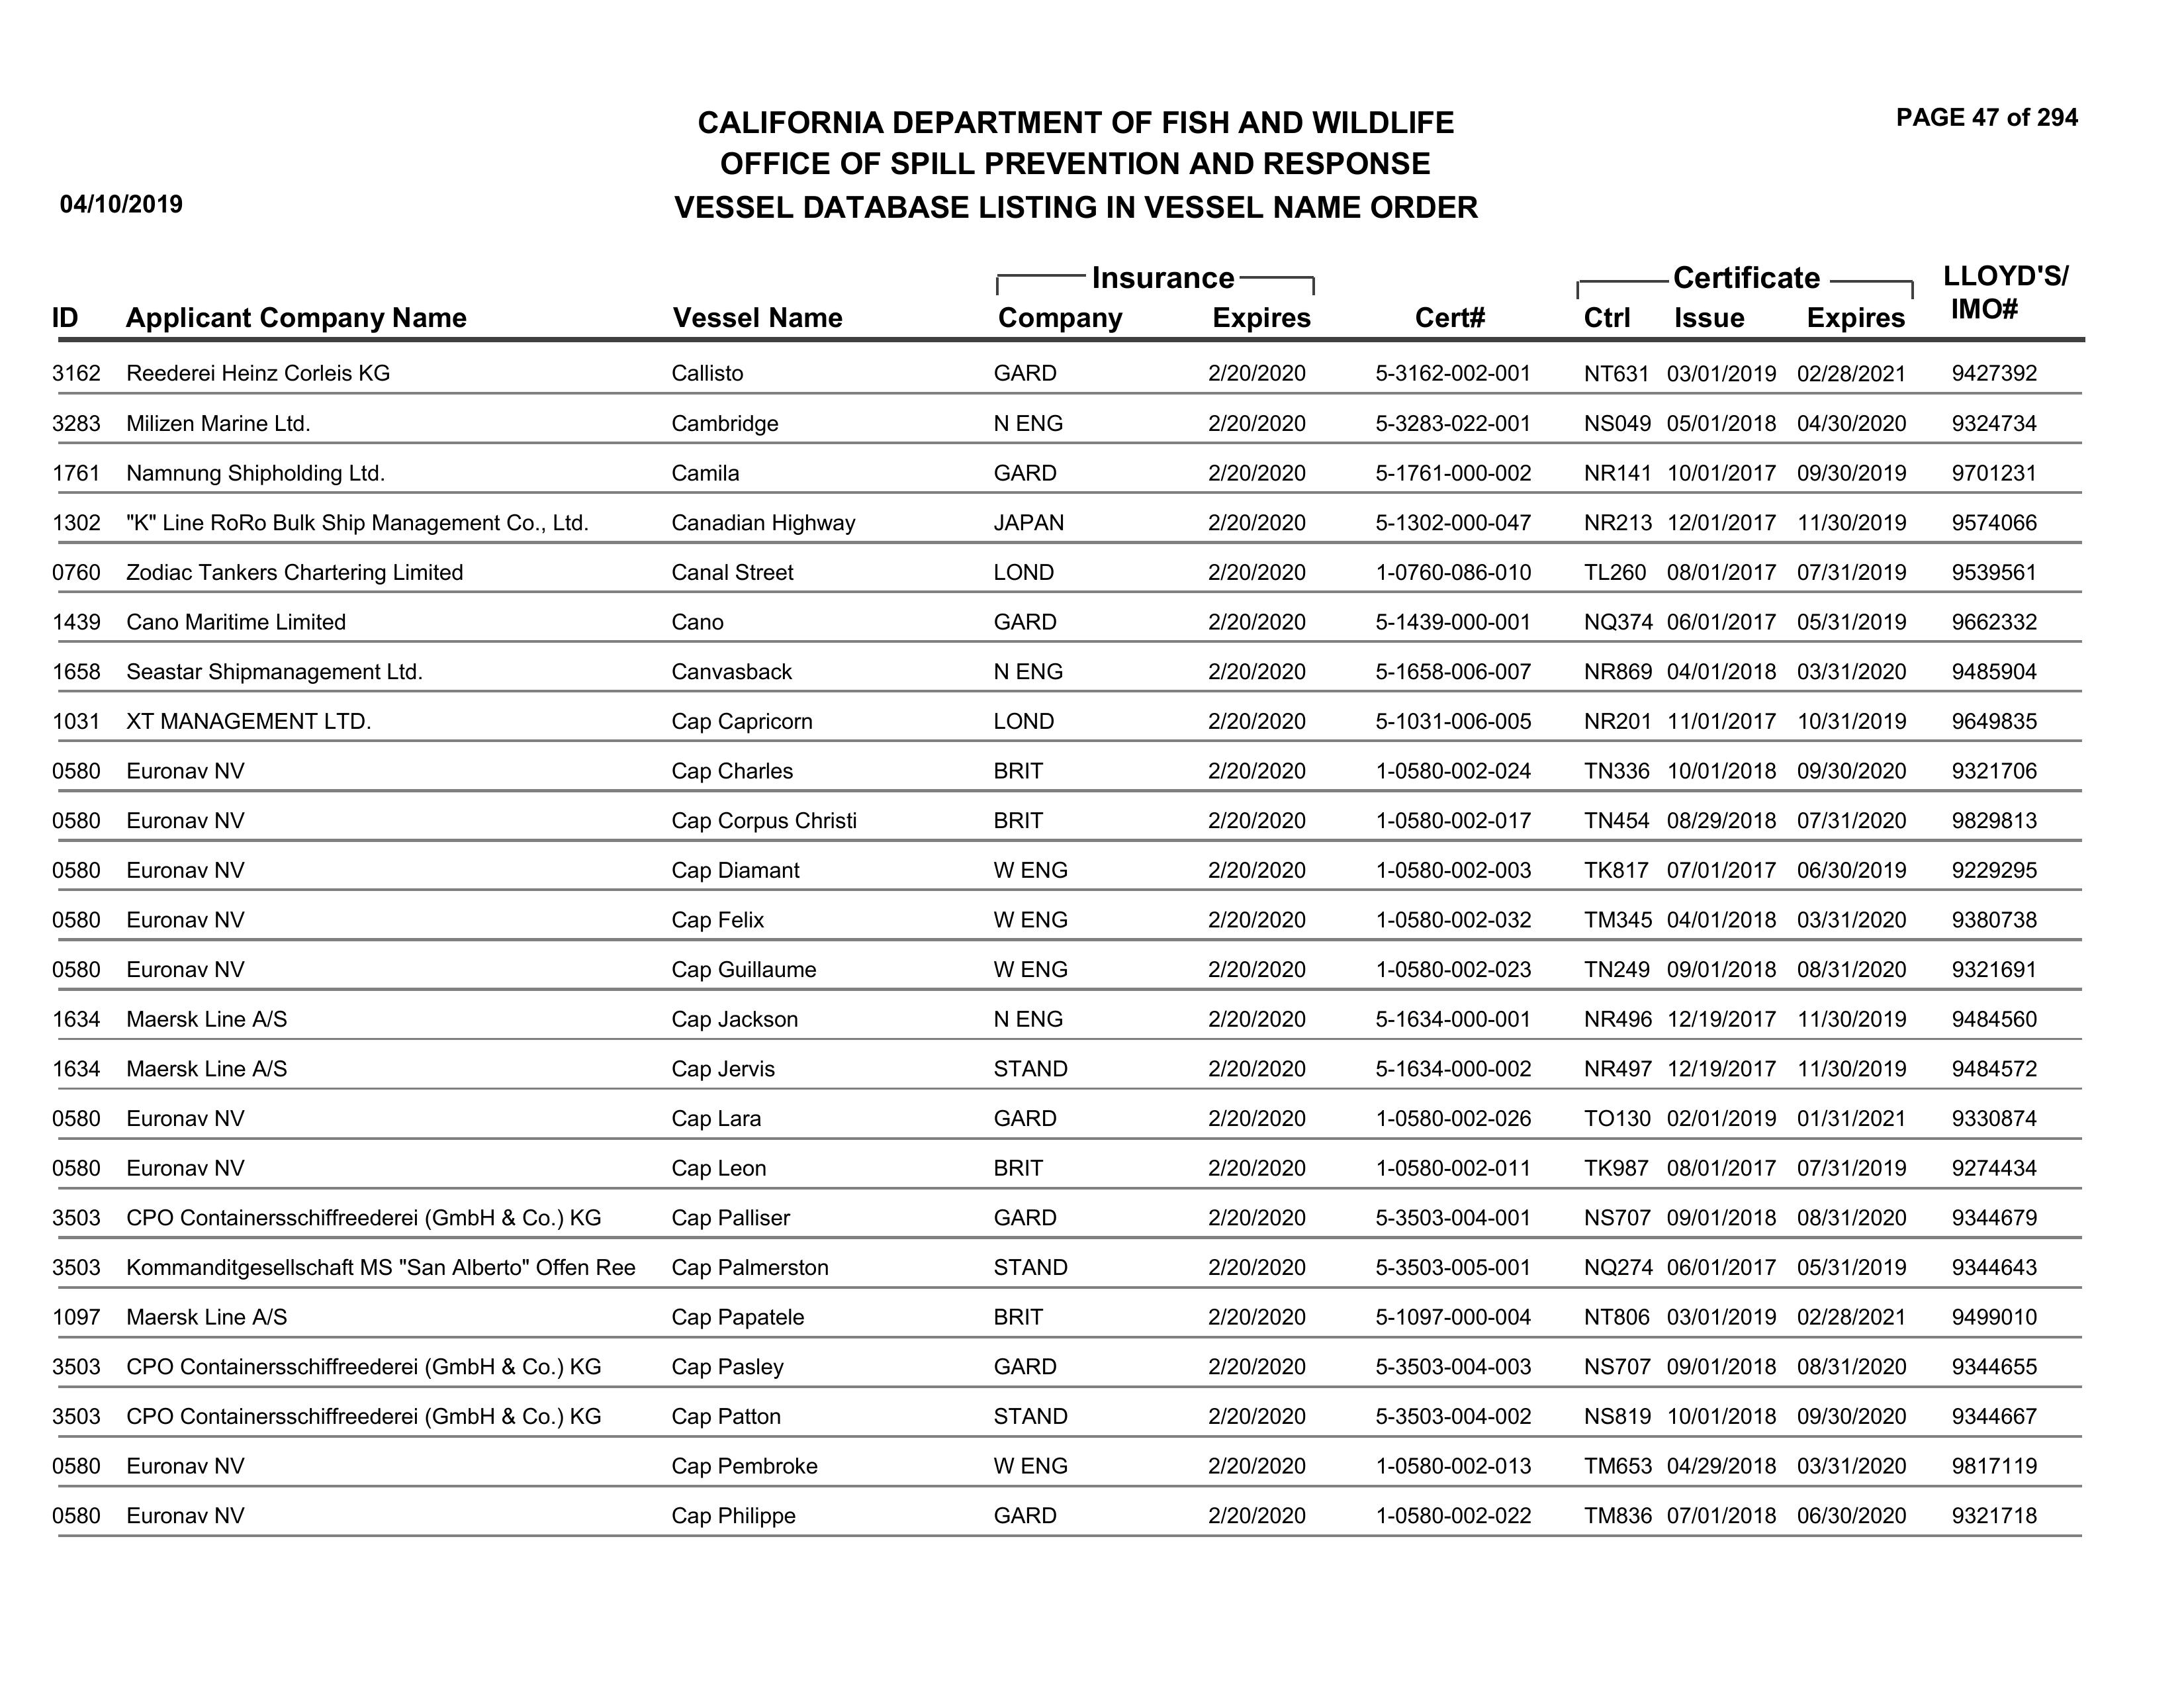 PAGE 47 of 294
CALIFORNIA DEPARTMENT OF FISH AND WILDLIFE
OFFICE OF SPILL PREVENTION AND RESPONSE
04/10/2019 VESSEL DATABASE LISTING IN VESSEL NAME ORDER
Insurance Certificate LLOYD'S/
ID Applicant Company Name Vessel Name Company Expires Cert# Ctrl Issue Expires IMO#
3162 Reederei Heinz Corleis KG Callisto GARD 2/20/2020 5-3162-002-001 NT631 03/01/2019 02/28/2021 9427392
3283 Milizen Marine Ltd. Cambridge N ENG 2/20/2020 5-3283-022-001 NS049 05/01/2018 04/30/2020 9324734
1761 Namnung Shipholding Ltd. Camila GARD 2/20/2020 5-1761-000-002 NR141 10/01/2017 09/30/2019 9701231
1302 "K" Line RoRo Bulk Ship Management Co., Ltd. Canadian Highway JAPAN 2/20/2020 5-1302-000-047 NR213 12/01/2017 11/30/2019 9574066
0760 Zodiac Tankers Chartering Limited Canal Street LOND 2/20/2020 1-0760-086-010 TL260 08/01/2017 07/31/2019 9539561
1439 Cano Maritime Limited Cano GARD 2/20/2020 5-1439-000-001 NQ374 06/01/2017 05/31/2019 9662332
1658 Seastar Shipmanagement Ltd. Canvasback N ENG 2/20/2020 5-1658-006-007 NR869 04/01/2018 03/31/2020 9485904
1031 XT MANAGEMENT LTD. Cap Capricorn LOND 2/20/2020 5-1031-006-005 NR201 11/01/2017 10/31/2019 9649835
0580 Euronav NV Cap Charles BRIT 2/20/2020 1-0580-002-024 TN336 10/01/2018 09/30/2020 9321706
0580 Euronav NV Cap Corpus Christi BRIT 2/20/2020 1-0580-002-017 TN454 08/29/2018 07/31/2020 9829813
0580 Euronav NV Cap Diamant W ENG 2/20/2020 1-0580-002-003 TK817 07/01/2017 06/30/2019 9229295
0580 Euronav NV Cap Felix W ENG 2/20/2020 1-0580-002-032 TM345 04/01/2018 03/31/2020 9380738
0580 Euronav NV Cap Guillaume W ENG 2/20/2020 1-0580-002-023 TN249 09/01/2018 08/31/2020 9321691
1634 Maersk Line A/S Cap Jackson N ENG 2/20/2020 5-1634-000-001 NR496 12/19/2017 11/30/2019 9484560
1634 Maersk Line A/S Cap Jervis STAND 2/20/2020 5-1634-000-002 NR497 12/19/2017 11/30/2019 9484572
0580 Euronav NV Cap Lara GARD 2/20/2020 1-0580-002-026 TO130 02/01/2019 01/31/2021 9330874
0580 Euronav NV Cap Leon BRIT 2/20/2020 1-0580-002-011 TK987 08/01/2017 07/31/2019 9274434
3503 CPO Containersschiffreederei (GmbH & Co.) KG Cap Palliser GARD 2/20/2020 5-3503-004-001 NS707 09/01/2018 08/31/2020 9344679
3503 Kommanditgesellschaft MS "San Alberto" Offen Ree Cap Palmerston STAND 2/20/2020 5-3503-005-001 NQ274 06/01/2017 05/31/2019 9344643
1097 Maersk Line A/S Cap Papatele BRIT 2/20/2020 5-1097-000-004 NT806 03/01/2019 02/28/2021 9499010
3503 CPO Containersschiffreederei (GmbH & Co.) KG Cap Pasley GARD 2/20/2020 5-3503-004-003 NS707 09/01/2018 08/31/2020 9344655
3503 CPO Containersschiffreederei (GmbH & Co.) KG Cap Patton STAND 2/20/2020 5-3503-004-002 NS819 10/01/2018 09/30/2020 9344667
0580 Euronav NV Cap Pembroke W ENG 2/20/2020 1-0580-002-013 TM653 04/29/2018 03/31/2020 9817119
0580 Euronav NV Cap Philippe GARD 2/20/2020 1-0580-002-022 TM836 07/01/2018 06/30/2020 9321718